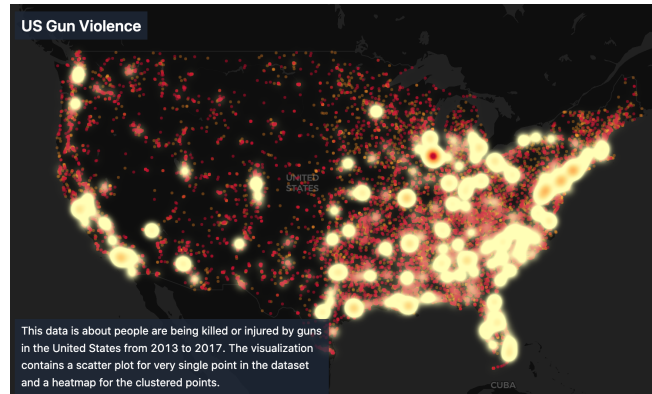 US Gun Violence
UNITED
STATES
This data is about people are being killed or injured by guns
in the United States from 2013 to 2017. The visualization
contains a scatter plot for very single point in the dataset
and a heatmap for the clustered points.
CUBA